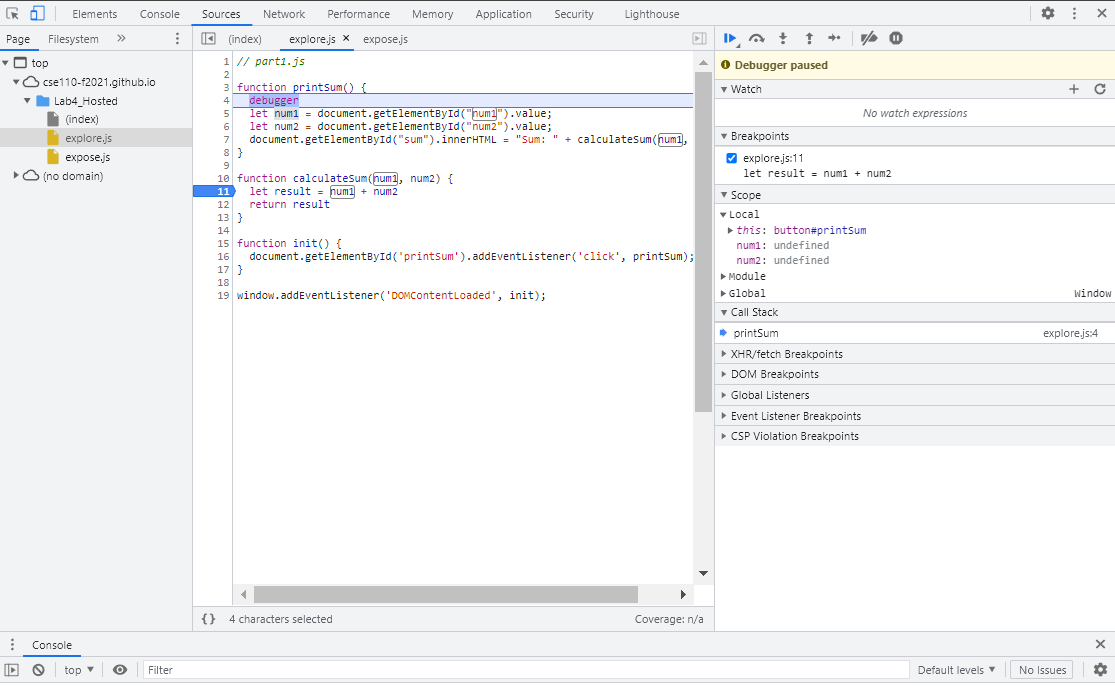 Elements Console Sources Network Performance Memory Application Security Lighthouse
Page Filesystem » (index) explore.js × expose.js
top
cse110-f2021.github.io
Lab4_Hosted
(index)
explore.js
expose.js
(no domain)
1 // part1.js
2
3 function printSum() {
4 debugger
5 let num1 = document.getElementById("num1").value;
6 let num2 = document.getElementById("num2").value;
7 document.getElementById("sum").innerHTML = "Sum: " + calculateSum(num1,
8 }
9
10 function calculateSum(num1, num2) {
11 let result = num1 + num2
12 return result
13 }
14
15 function init() {
16 document.getElementById('printSum').addEventListener('click', printSum);
17 }
18
19 window.addEventListener('DOMContentLoaded', init);
{} 4 characters selected Coverage: n/a
Debugger paused
Watch
No watch expressions
Breakpoints
explore.js:11
let result = num1 + num2
Scope
Local
this: button#printSum
num1: undefined
num2: undefined
Module
Global Window
Call Stack
printSum explore.js:4
XHR/fetch Breakpoints
DOM Breakpoints
Global Listeners
Event Listener Breakpoints
CSP Violation Breakpoints
Console
top Filter Default levels No Issues